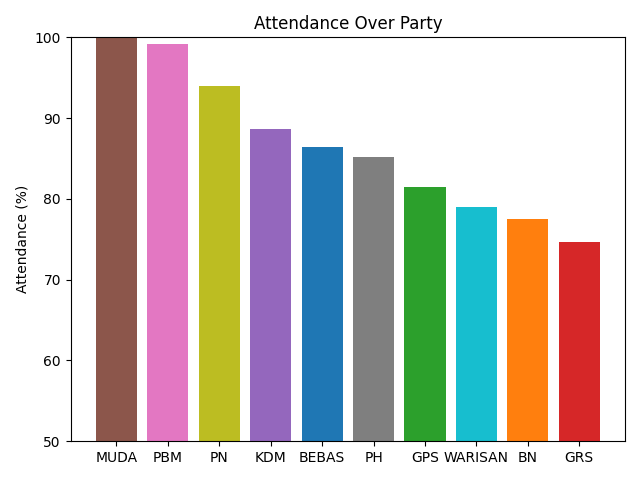 Attendance Over Party
Attendance (%)
100
90
80
70
60
50
MUDA PBM PN KDM BEBAS PH GPS WARISAN BN GRS